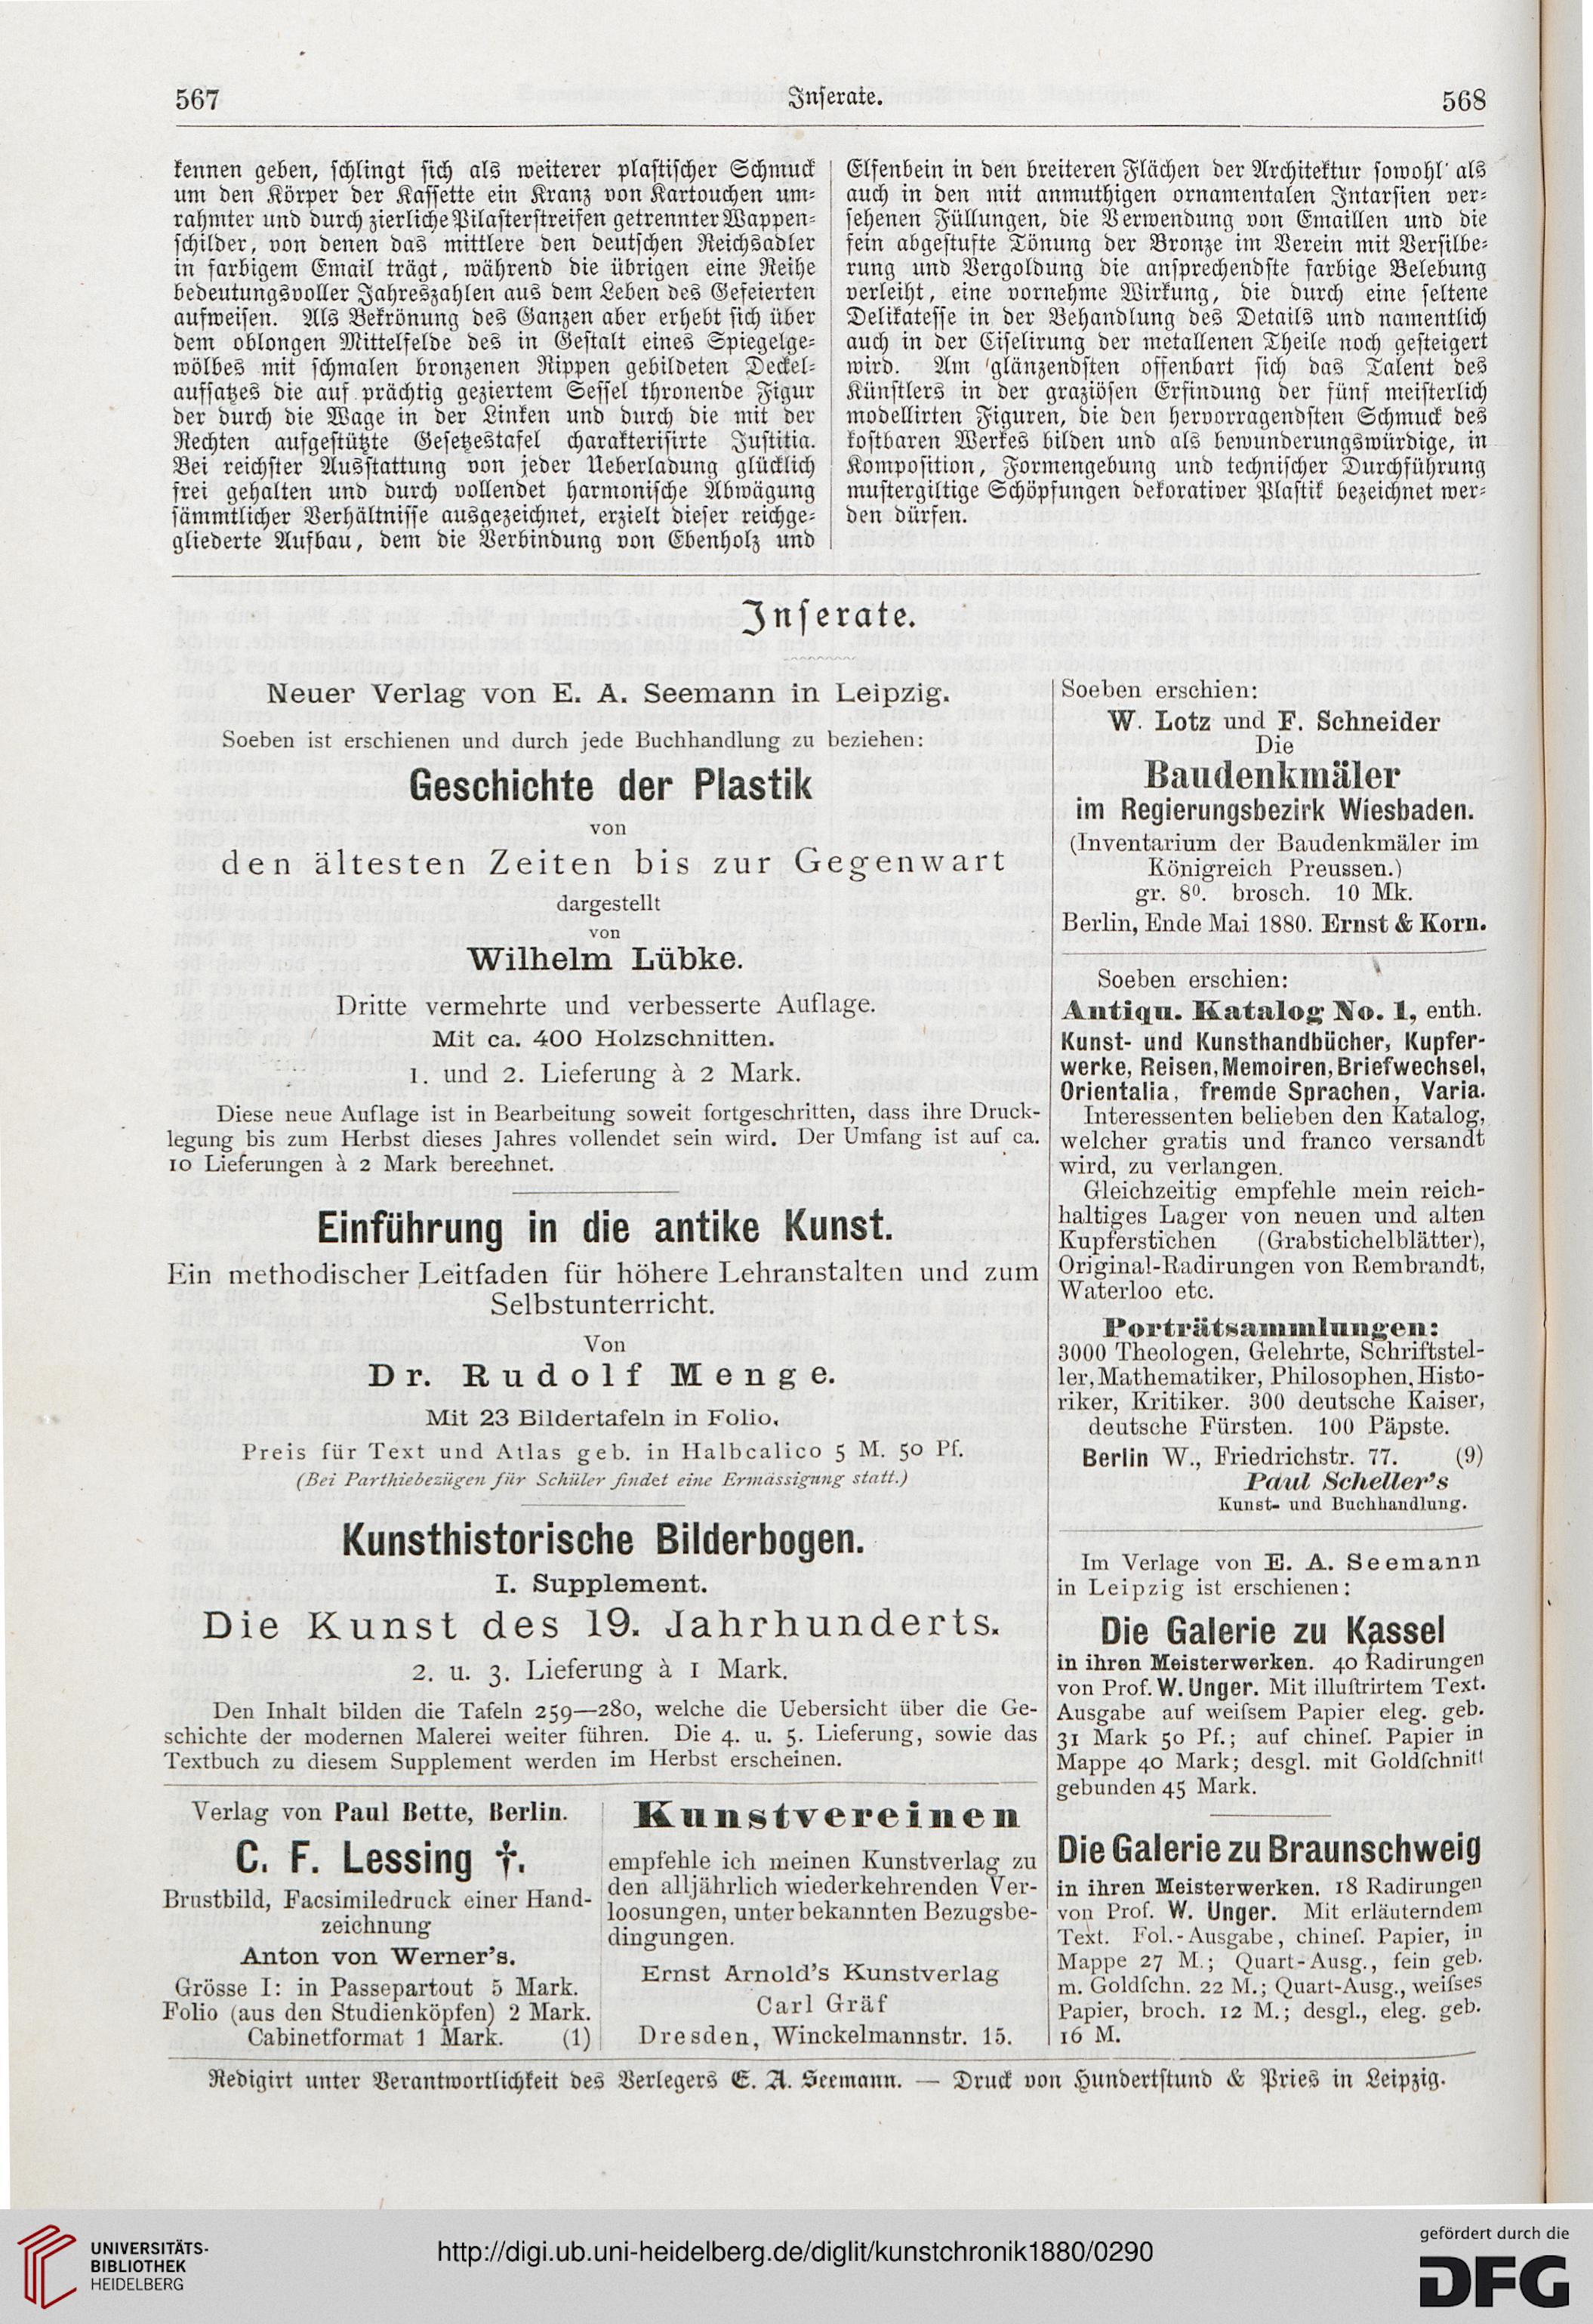 567
Inserate.
568
kennen geben, schlingt sich als weiterer plastischer Schmuck
um den Körper der Kassette ein Kranz von Kartouchen um-
rahmter und durch zierliche Pilasterstreifen getrennter Wappen-
schilder, von denen das mittlere den deutschen Reichsadler
in farbigem Email trägt, während die übrigen eine Reihe
bedeutungsvoller Jahreszahlen aus dem Leben des Gefeierten
aufweisen. Als Bekrönung des Ganzen aber erhebt sich über
dem oblongen Mittelfelde des in Gestalt eines Spiegelge-
wölbes mit schmalen bronzenen Rippen gebildeten Deckel-
aufsatzes die auf prächtig geziertem Sessel thronende Figur
der durch die Wage in der Linken und durch die mit der
Rechten aufgestützte Gesetzestafel charakterisirte Justitia.
Bei reichster Ausstattung von jeder Ueberladung glücklich
frei gehalten und durch vollendet harmonische Abwägung
sämmtlicher Verhältnisse ausgezeichnet, erzielt dieser reichge-
gliederte Aufbau, dem die Verbindung von Ebenholz und
Elfenbein in den breiteren Flächen der Architektur sowohl als
auch in den mit anmuthigen ornamentalen Intarsien ver-
sehenen Füllungen, die Verwendung von Emaillen und die
fein abgestufte Tönung der Bronze im Verein mit Versilbe-
rung und Vergoldung die ansprechendste farbige Belebung
verleiht, eine vornehme Wirkung, die durch eine seltene
Delikatesse in der Behandlung des Details und namentlich
auch in der Ciselirung der metallenen Theile noch gesteigert
wird. Am glänzendsten offenbart sich das Talent des
Künstlers in der graziösen Erfindung der fünf meisterlich
modellirten Figuren, die den hervorragendsten Schmuck des
kostbaren Werkes bilden und als bewunderungswürdige, in
Komposition, Formengebung und technischer Durchführung
mustergiltige Schöpfungen dekorativer Plastik bezeichnet wer-
den dürfen.
Inserate.
Neuer Verlag von E. A. Seemann in Leipzig.
Soeben ist erschienen und durch jede Buchhandlung zu beziehen:
Geschichte der Plastik
von
den ältesten Zeiten bis zur Gegenwart
dargestellt
von
Wilhelm Lübke.
Dritte vermehrte und verbesserte Auflage.
Mit ca. 400 Holzschnitten.
1. und 2. Lieferung à 2 Mark.
Diese neue Auflage ist in Bearbeitung soweit fortgeschritten, dass ihre Druck-
legung bis zum Herbst dieses Jahres vollendet sein wird. Der Umfang ist auf ca.
10 Lieferungen à 2 Mark berechnet.
Einführung in die antike Kunst.
Ein methodischer Leitfaden für höhere Lehranstalten und zum
Selbstunterricht.
Von
Dr. Rudolf Menge.
Mit 23 Bildertafeln in Folio.
Preis für Text und Atlas geb. in Halbcalico 5 M. 50 Pf.
(Bei Parthiebezügen für Schüler findet eine Ermässigung statt.)
Kunsthistorische Bilderbogen.
I. Supplement.
Die Kunst des 19. Jahrhunderts.
2. u. 3. Lieferung à 1 Mark.
Den Inhalt bilden die Tafeln 259—280, welche die Uebersicht über die Ge-
schichte der modernen Malerei weiter führen. Die 4. u. 5. Lieferung, sowie das
Textbuch zu diesem Supplement werden im Herbst erscheinen.
Verlag von Paul Bette, Berlin.
C. F. Lessing †.
Brustbild, Facsimiledruck einer Hand-
zeichnung
Anton von Werner's.
Grösse I: in Passepartout 5 Mark.
Folio (aus den Studienköpfen) 2 Mark.
Cabinetformat 1 Mark. (1)
Kunstvereinen
empfehle ich meinen Kunstverlag zu
den alljährlich wiederkehrenden Ver-
loosungen, unter bekannten Bezugsbe-
dingungen.
Ernst Arnold's Kunstverlag
Carl Gräf
Dresden, Winckelmannstr. 15.
Soeben erschien:
W. Lotz und F. Schneider
Die
Baudenkmäler
im Regierungsbezirk Wiesbaden.
(Inventarium der Baudenkmäler im
Königreich Preussen.)
gr. 8⁰. brosch. 10 Mk.
Berlin, Ende Mai 1880. Ernst & Korn.
Soeben erschien:
Antiqu. Katalog No. 1, enth.
Kunst- und Kunsthandbücher, Kupfer-
werke, Reisen, Memoiren, Briefwechsel,
Orientalia, fremde Sprachen, Varia.
Interessenten belieben den Katalog,
welcher gratis und franco versandt
wird, zu verlangen.
Gleichzeitig empfehle mein reich-
haltiges Lager von neuen und alten
Kupferstichen (Grabstichelblätter),
Original-Radirungen von Rembrandt,
Waterloo etc.
Porträtsammlungen:
3000 Theologen, Gelehrte, Schriftstel-
ler, Mathematiker, Philosophen, Histo-
riker, Kritiker. 300 deutsche Kaiser,
deutsche Fürsten. 100 Päpste.
Berlin W., Friedrichstr. 77. (9)
Paul Scheller's
Kunst- und Buchhandlung.
Im Verlage von E. A. Seemann
in Leipzig ist erschienen:
Die Galerie zu Kassel
in ihren Meisterwerken. 40 Radirungen
von Prof. W. Unger. Mit illuſtrirtem Text.
Ausgabe auf weiſsem Papier eleg. geb.
31 Mark 50 Pf.; auf chineſ. Papier in
Mappe 40 Mark; desgl. mit Goldſchnitt
gebunden 45 Mark.
Die Galerie zu Braunschweig
in ihren Meisterwerken. 18 Radirungen
von Prof. W. Unger. Mit erläuterndem
Text. Fol.-Ausgabe, chineſ. Papier, in
Mappe 27 M.; Quart-Ausg., fein geb.
m. Goldſchn. 22 M.; Quart-Ausg., weiſses
Papier, broch. 12 M.; desgl., eleg. geb.
16 M.
Redigirt unter Verantwortlichkeit des Verlegers E. A. Seemann. — Druck von Hundertstund & Pries in Leipzig.
UNIVERSITÄTS-
BIBLIOTHEK
HEIDELBERG
http://digi.ub.uni-heidelberg.de/diglit/kunstchronik1880/0290
gefördert durch die
DFG